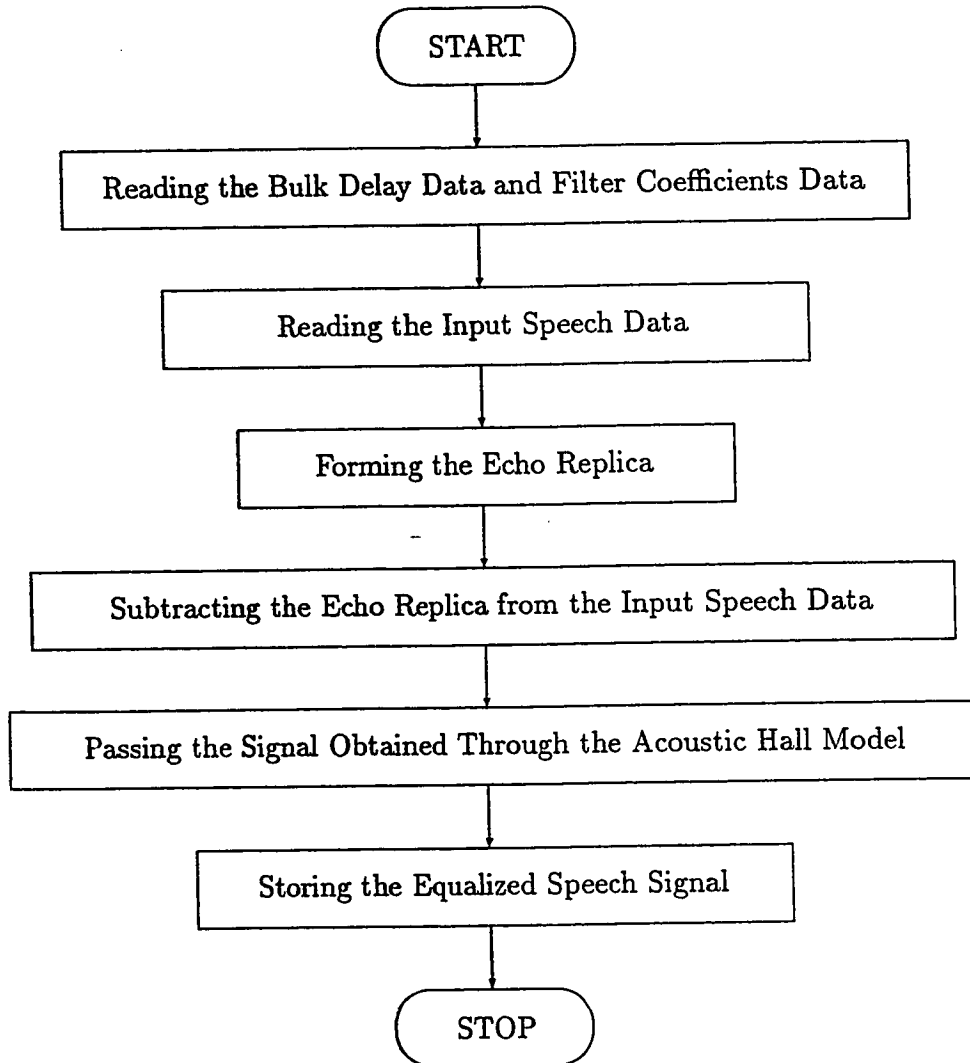 START
Reading the Bulk Delay Data and Filter Coefficients Data
Reading the Input Speech Data
Forming the Echo Replica
Subtracting the Echo Replica from the Input Speech Data
Passing the Signal Obtained Through the Acoustic Hall Model
Storing the Equalized Speech Signal
STOP